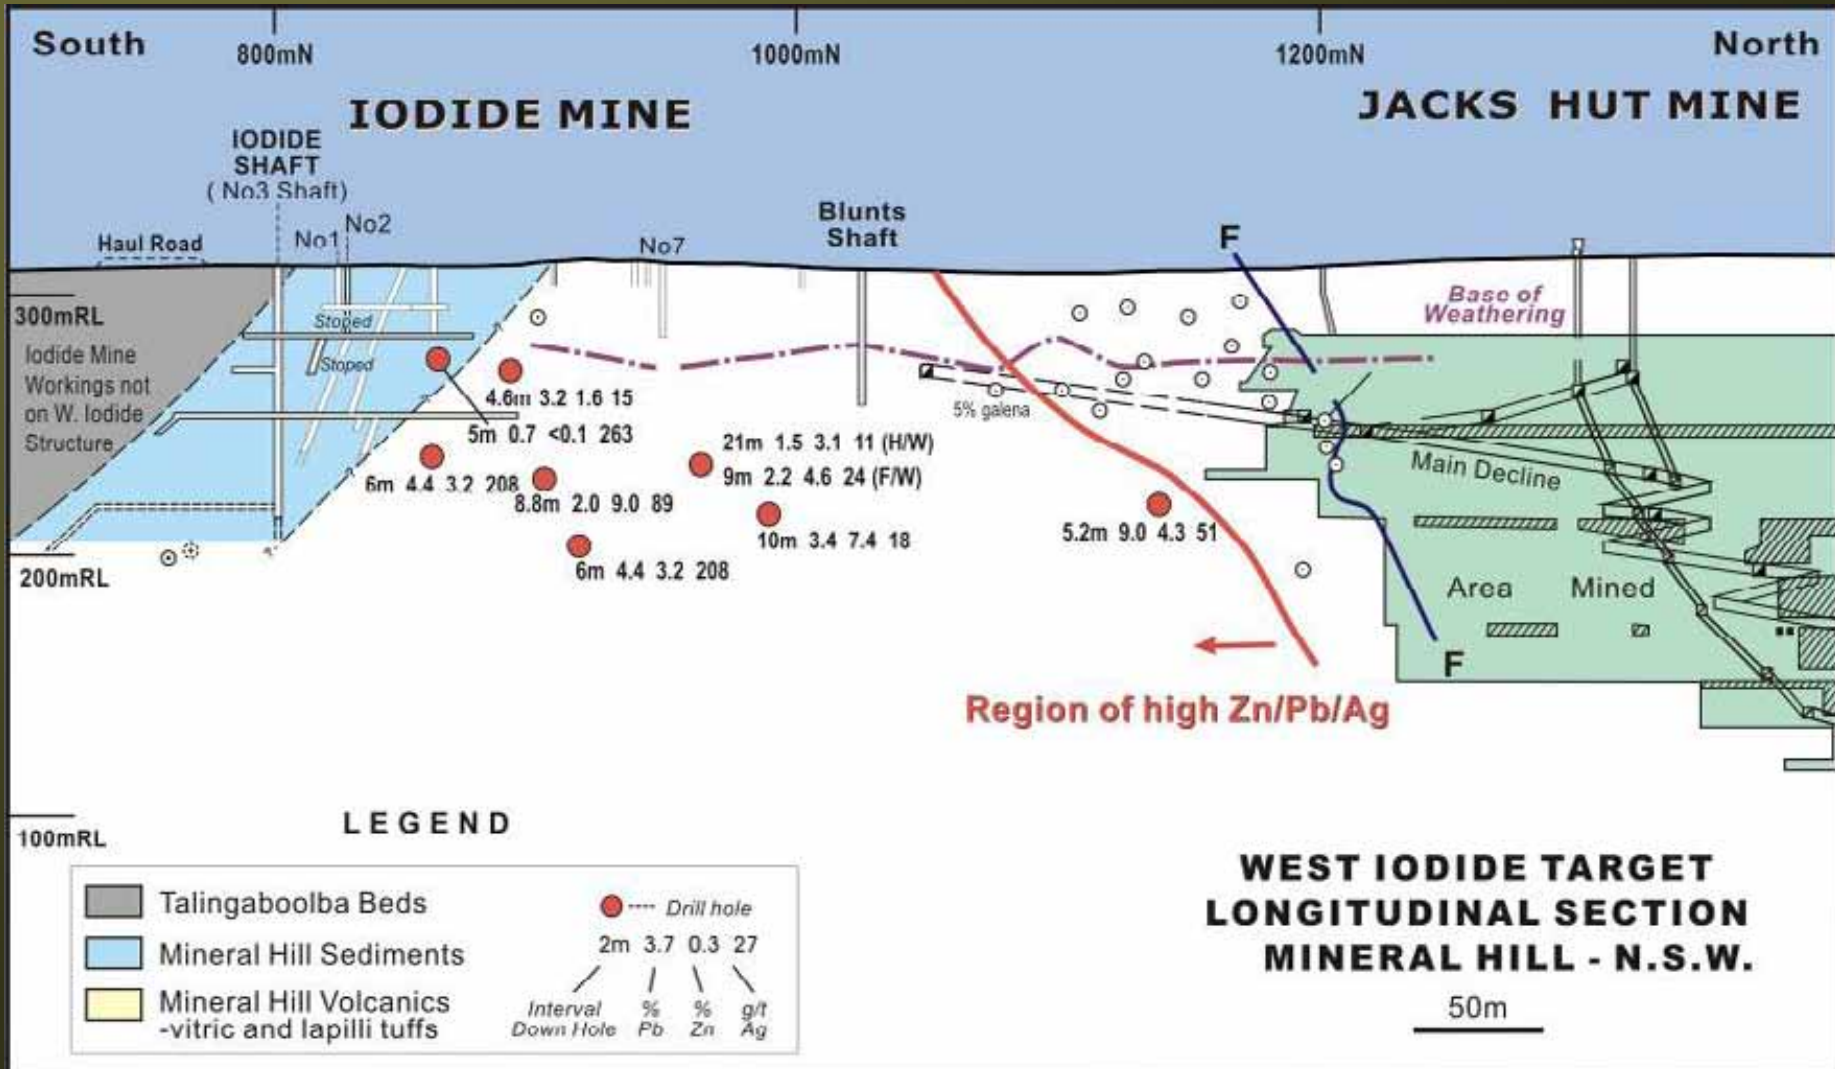 South
800mN
1000mN
1200mN
North
IODIDE MINE
JACKS HUT MINE
IODIDE
SHAFT
( No3 Shaft)
No1
No2
Haul Road
No7
Blunts
Shaft
F
300mRL
Iodide Mine
Workings not
on W. Iodide
Structure
Stoped
Stoped
Base of
Weathering
4.6m 3.2 1.6 15
5m 0.7 <0.1 263
5% galena
21m 1.5 3.1 11 (H/W)
9m 2.2 4.6 24 (F/W)
6m 4.4 3.2 208
8.8m 2.0 9.0 89
10m 3.4 7.4 18
6m 4.4 3.2 208
5.2m 9.0 4.3 51
Main Decline
?
200mRL
Area Mined
F
Region of high Zn/Pb/Ag
100mRL
LEGEND
Talingaboolba Beds
Mineral Hill Sediments
Mineral Hill Volcanics
-vitric and lapilli tuffs
Drill hole
2m 3.7 0.3 27
Interval % % g/t
Down Hole Pb Zn Ag
WEST IODIDE TARGET
LONGITUDINAL SECTION
MINERAL HILL - N.S.W.
50m